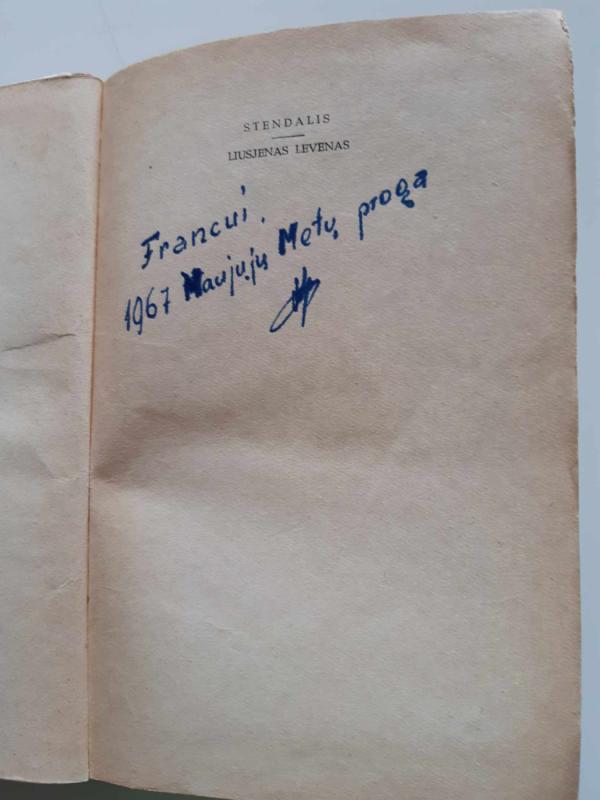 STENDALIS
LIUSJENAS LEVENAS
Francui,
1967 Naujųjų Metų proga